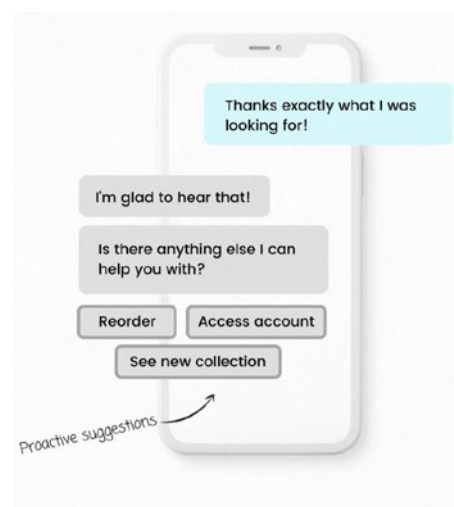 Thanks exactly what I was
looking for!
I'm glad to hear that!
Is there anything else I can
help you with?
Reorder
Access account
See new collection
Proactive suggestions